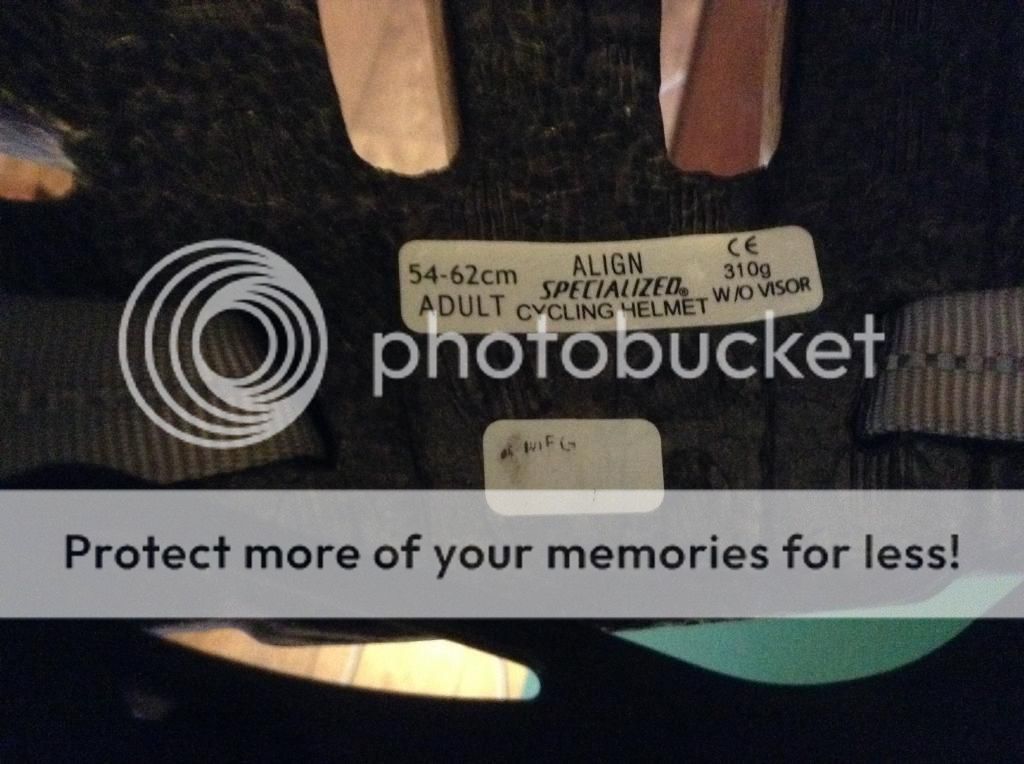 54-62cm
ADULT
ALIGN
SPECIALIZED®
CYCLING HELMET
CE
310g
W/O VISOR
photobucket
Protect more of your memories for less!